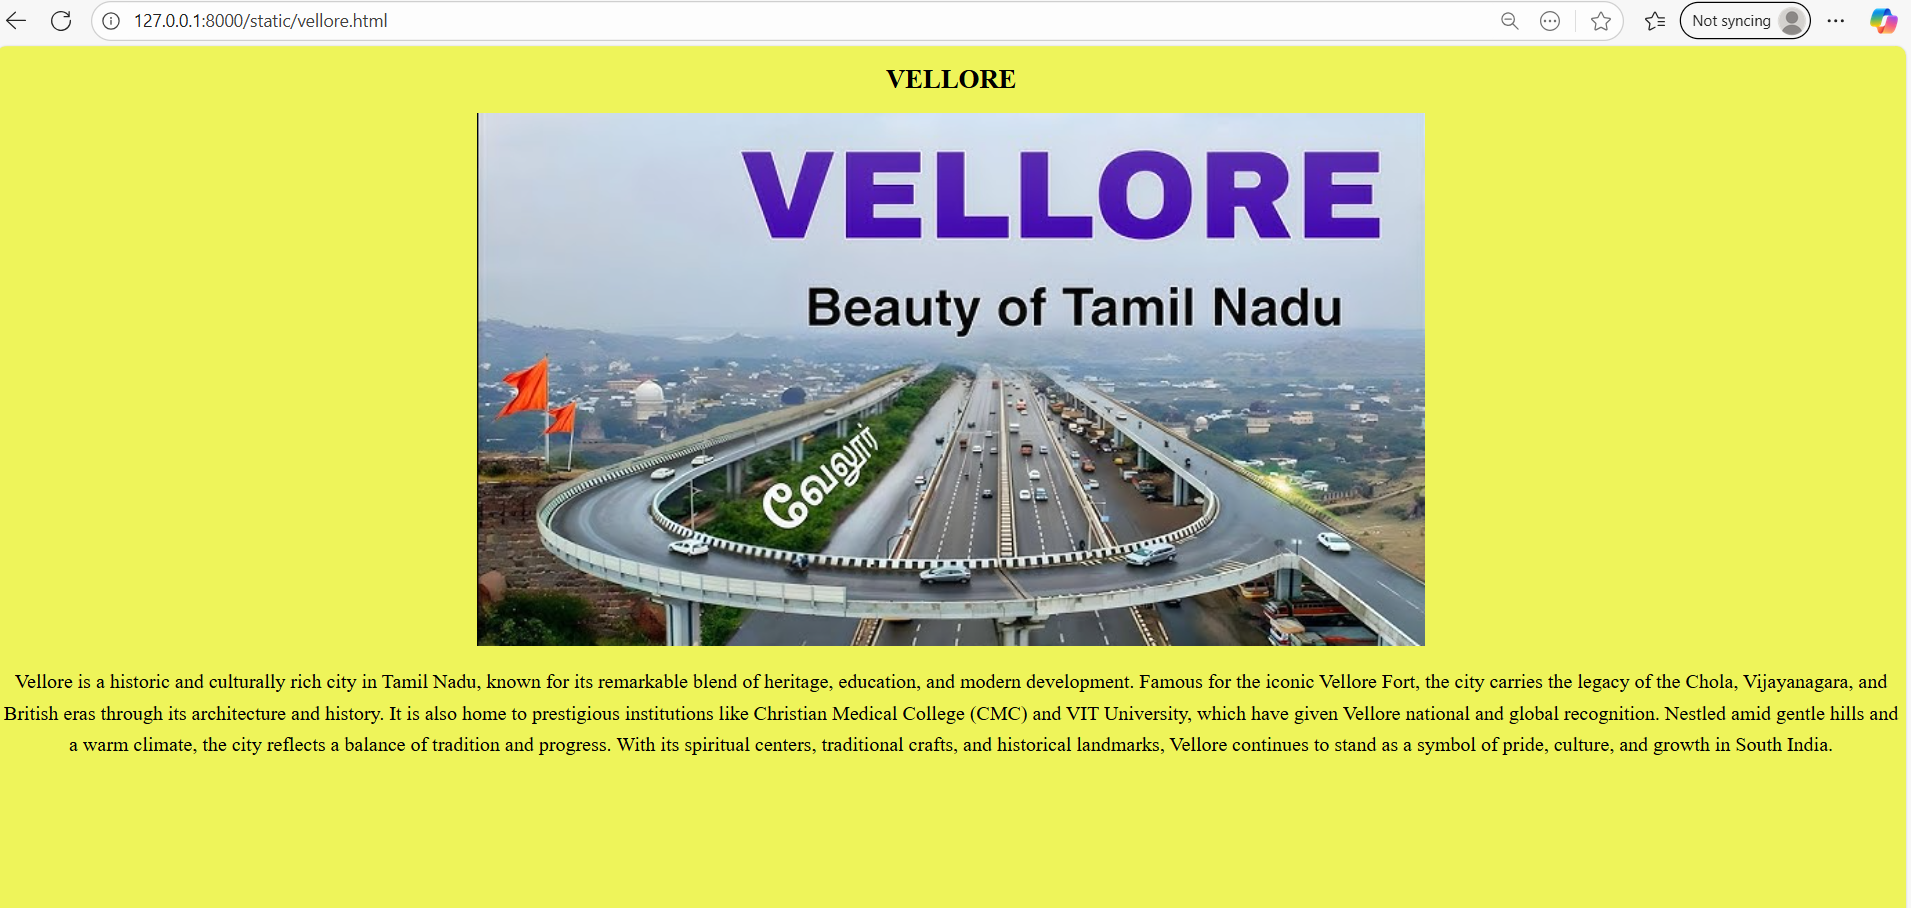 127.0.0.1:8000/static/vellore.html
Not syncing
VELLORE
VELLORE
Beauty of Tamil Nadu
வேலூர்
Vellore is a historic and culturally rich city in Tamil Nadu, known for its remarkable blend of heritage, education, and modern development. Famous for the iconic Vellore Fort, the city carries the legacy of the Chola, Vijayanagara, and
British eras through its architecture and history. It is also home to prestigious institutions like Christian Medical College (CMC) and VIT University, which have given Vellore national and global recognition. Nestled amid gentle hills and
a warm climate, the city reflects a balance of tradition and progress. With its spiritual centers, traditional crafts, and historical landmarks, Vellore continues to stand as a symbol of pride, culture, and growth in South India.